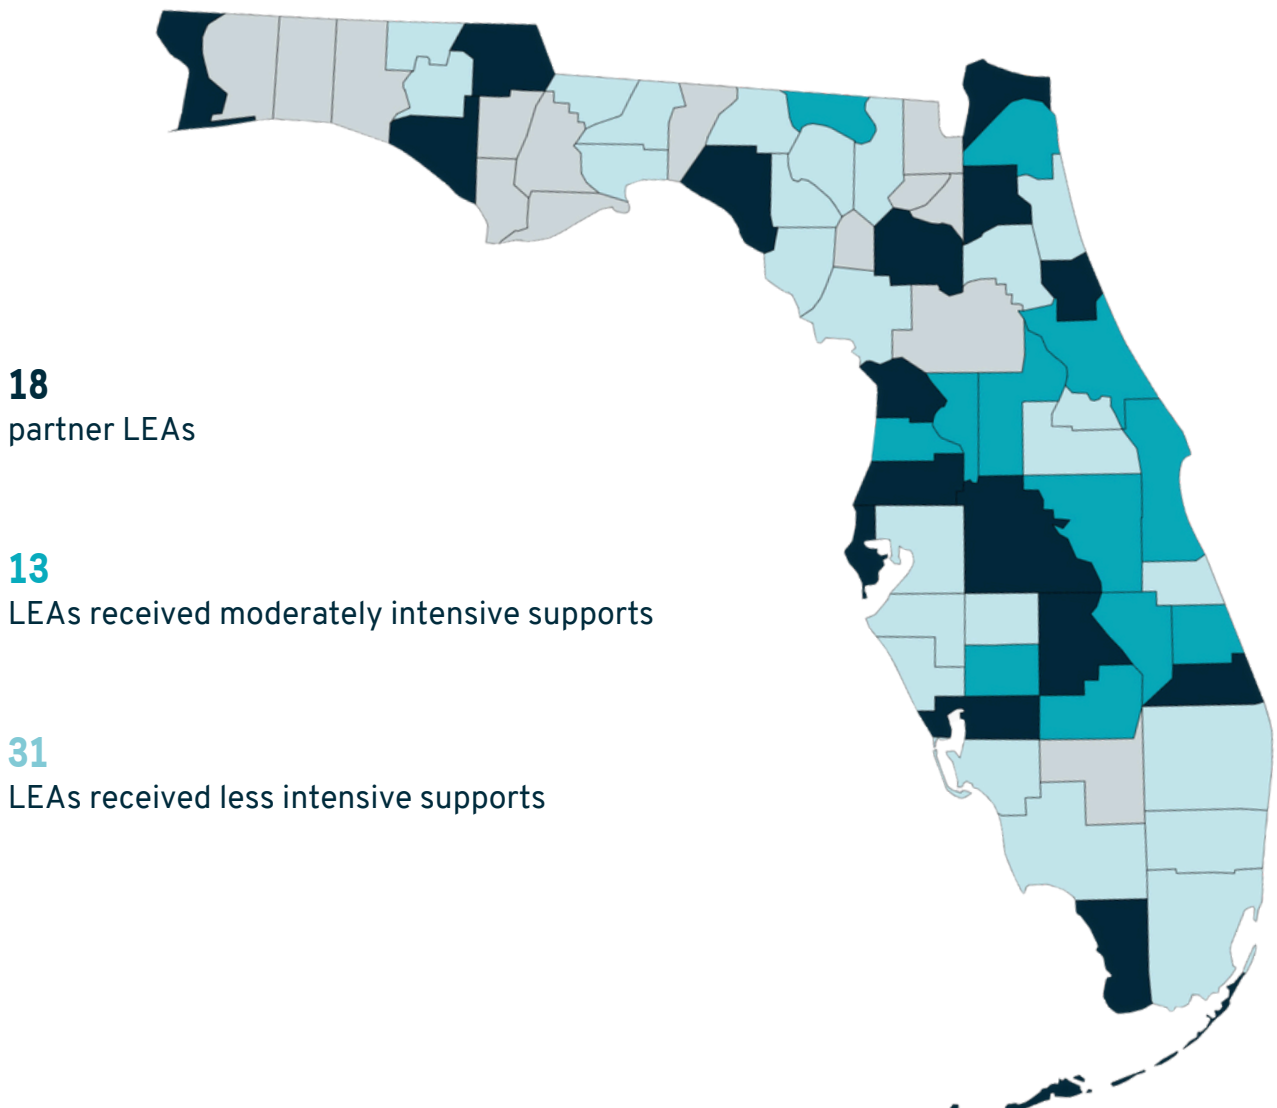 18
partner LEAs
13
LEAs received moderately intensive supports
31
LEAs received less intensive supports